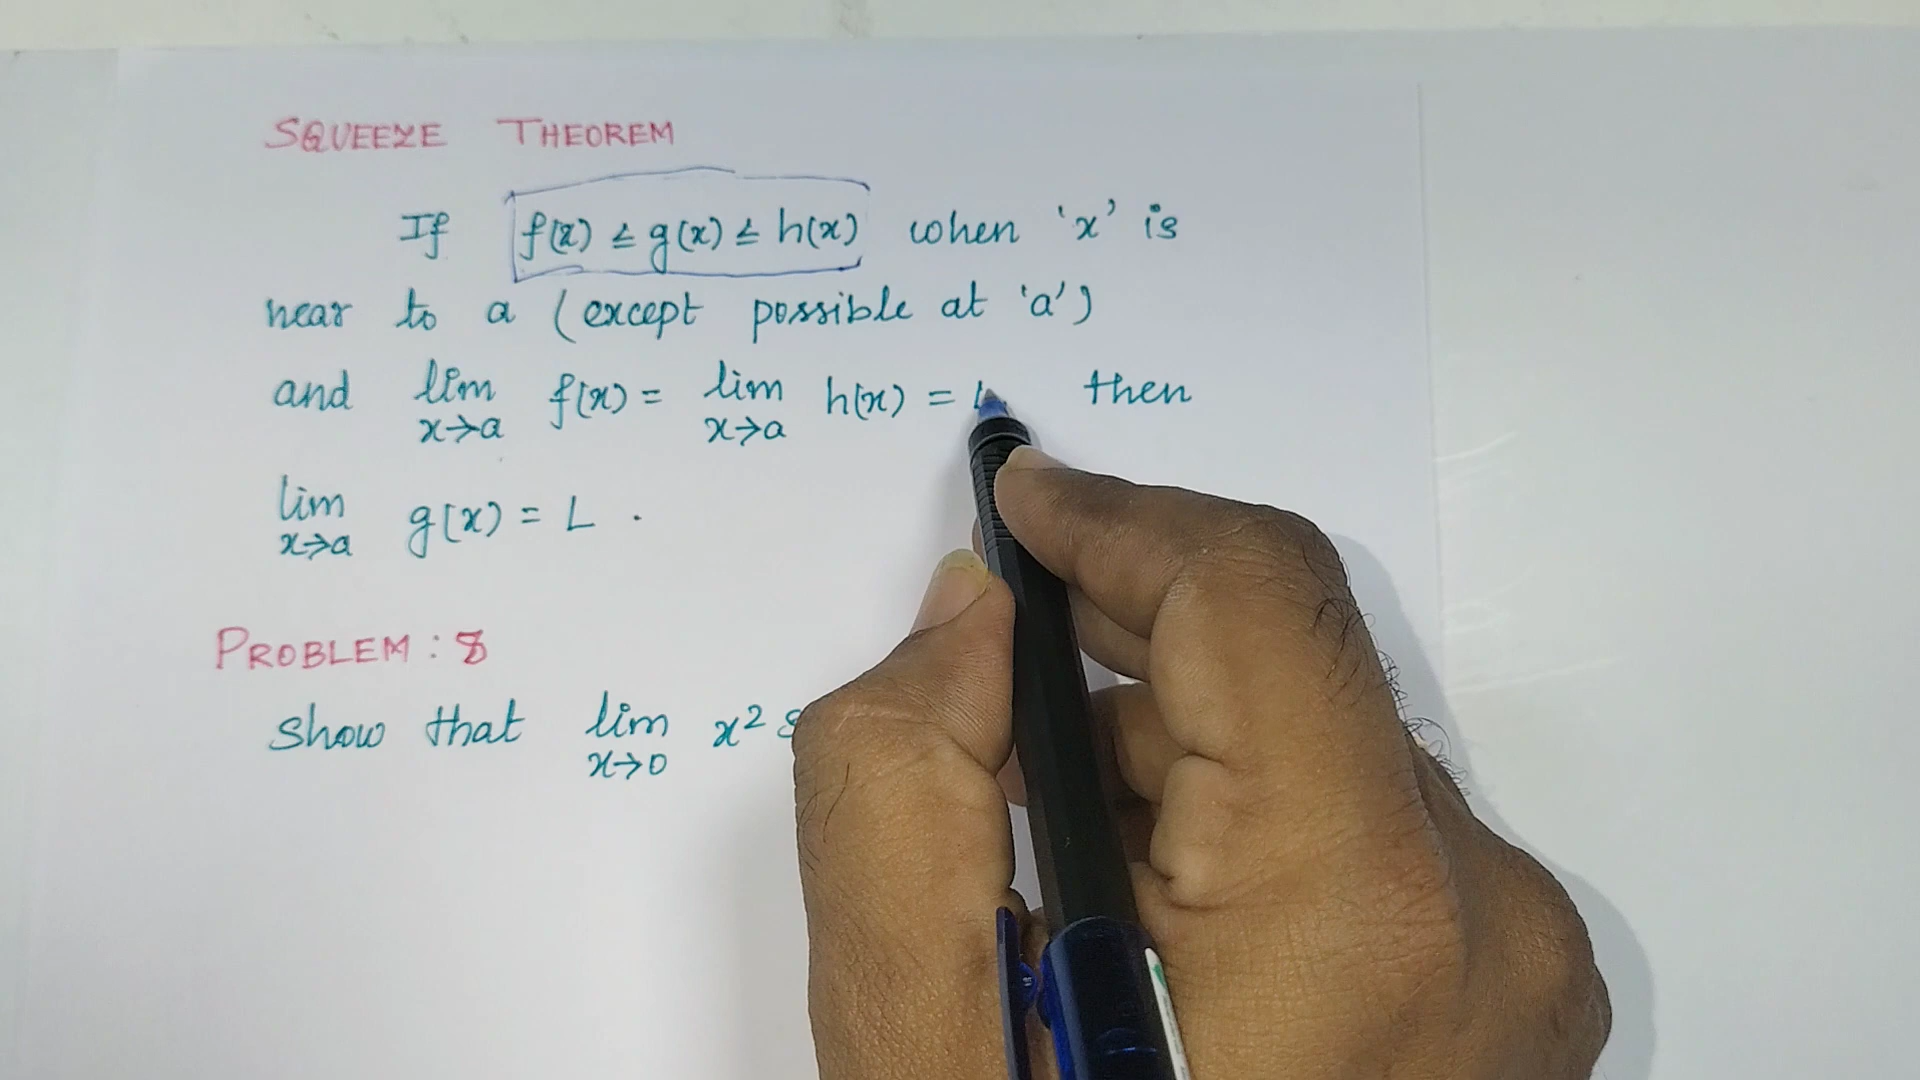 SQUEEZE THEOREM
If f(x) ≤ g(x) ≤ h(x) when 'x' is
near to a (except possible at 'a')
and lim x→a f(x) = lim x→a h(x) = L then
lim x→a g(x) = L .
PROBLEM : 8
Show that lim x→0 x²